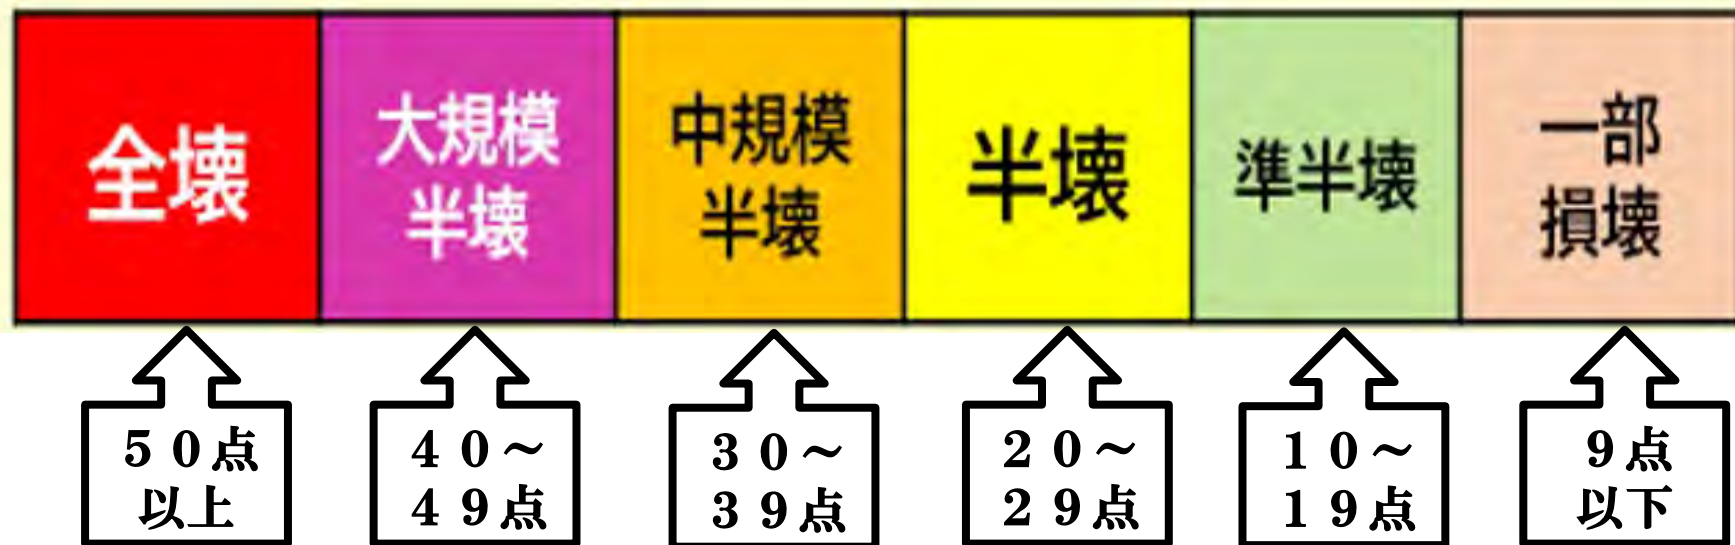 全壊
大規模
半壊
中規模
半壊
半壊
準半壊
一部
損壊
５０点
以上
４０～
４９点
３０～
３９点
２０～
２９点
１０～
１９点
９点
以下